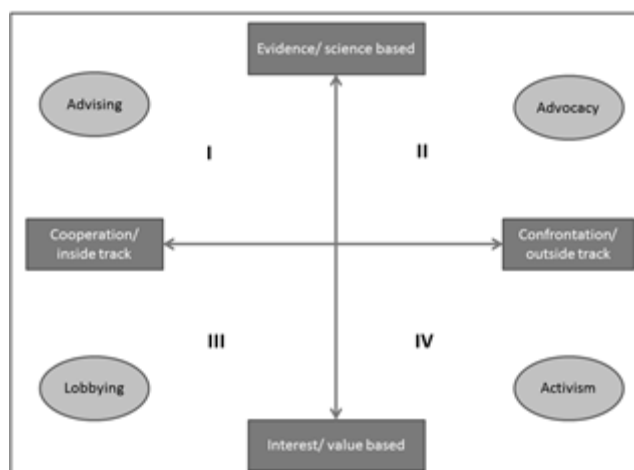 Evidence/ science based
Advising
Advocacy
I
II
Cooperation/
inside track
Confrontation/
outside track
III
IV
Lobbying
Activism
Interest/ value based